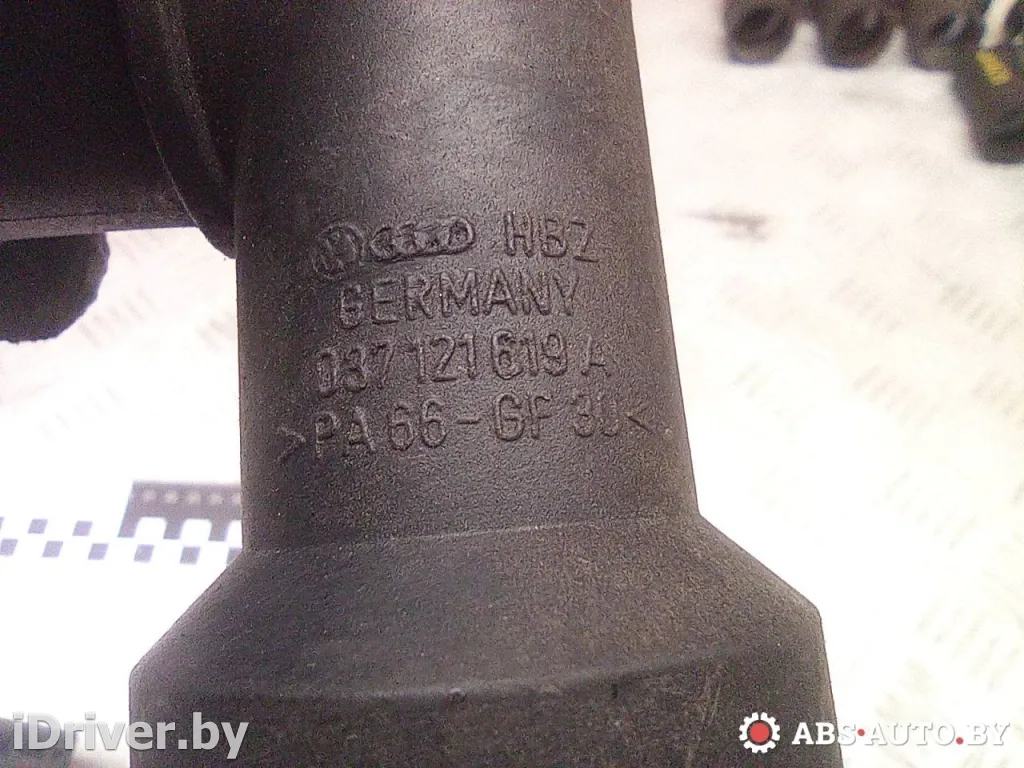 HBZ
GERMANY
037 121 619 A
>PA 66-GF 30<
iDriver.by
ABS-AUTO.BY